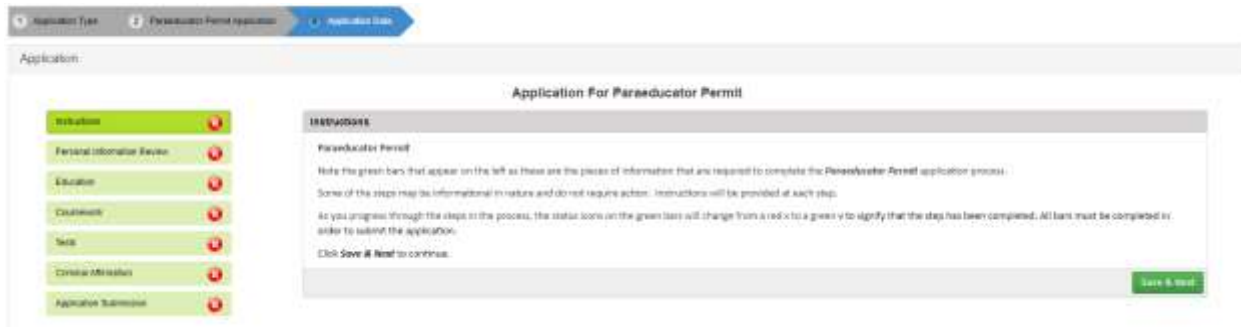 1 Application Type 2 Paraeducator Permit Application Application Data
Application
Application For Paraeducator Permit
Instructions
Personal Information Review
Education
Coursework
Tests
Criminal Affirmation
Application Submission
Instructions
Paraeducator Permit
Note the green bars that appear on the left as these are the pieces of information that are required to complete the Paraeducator Permit application process.
Some of the steps may be informational in nature and do not require action. Instructions will be provided at each step.
As you progress through the steps in the process, the status icons on the green bars will change from a red x to a green v to signify that the step has been completed. All bars must be completed in
order to submit the application.
Click Save & Next to continue.
Save & Next